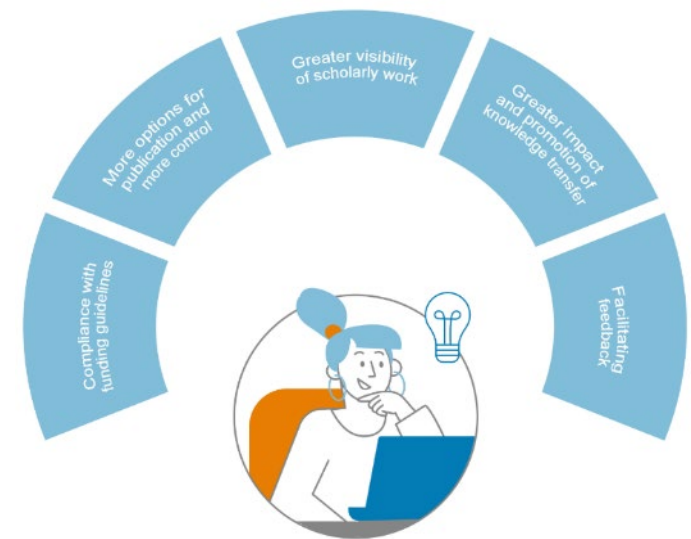 Compliance with
funding guidelines
More options for
publication and
more control
Greater visibility
of scholarly work
Greater impact
and promotion of
knowledge transfer
Facilitating
feedback